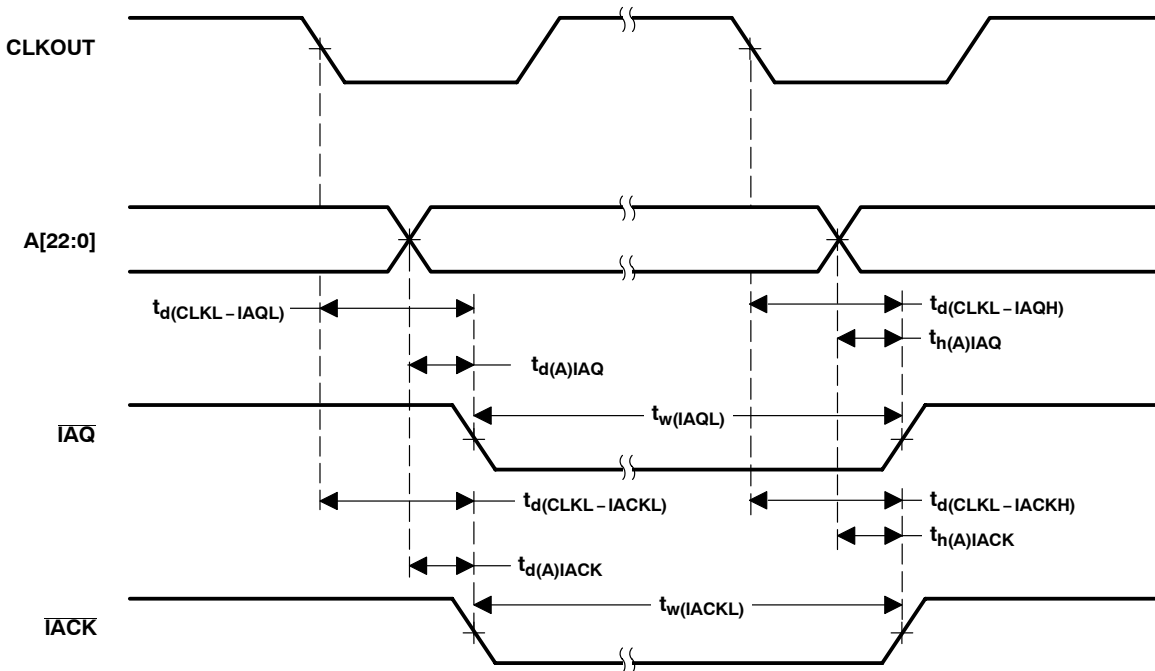 CLKOUT
A[22:0]
td(CLKL – IAQL)
td(CLKL – IAQH)
th(A)IAQ
td(A)IAQ
tw(IAQL)
IAQ
td(CLKL – IACKL)
td(CLKL – IACKH)
th(A)IACK
td(A)IACK
tw(IACKL)
IACK